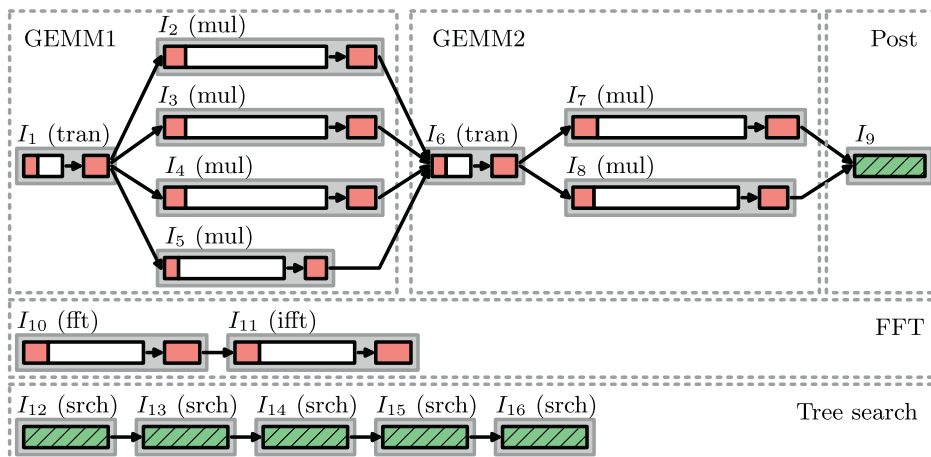 GEMM1
I₂ (mul)
I₃ (mul)
I₁ (tran)
I₄ (mul)
I₅ (mul)
GEMM2
I₆ (tran)
I₇ (mul)
I₈ (mul)
Post
I₉
I₁₀ (fft)
I₁₁ (ifft)
FFT
I₁₂ (srch)
I₁₃ (srch)
I₁₄ (srch)
I₁₅ (srch)
I₁₆ (srch)
Tree search